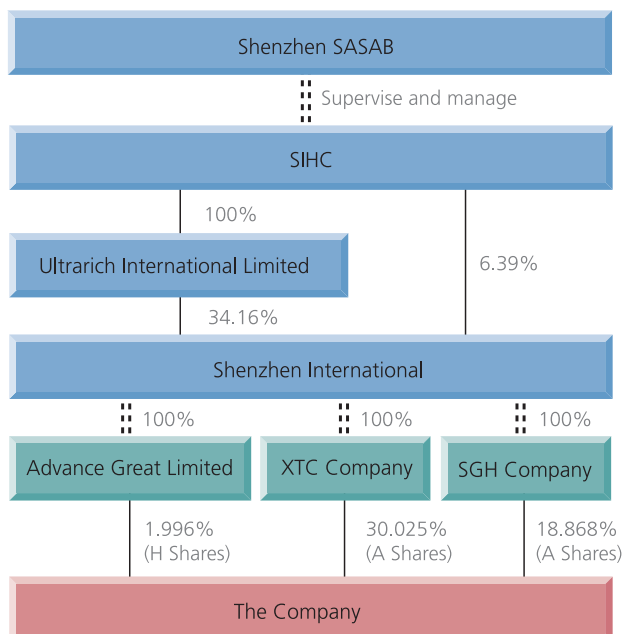 Shenzhen SASAB
Supervise and manage
SIHC
100%
Ultrarich International Limited
6.39%
34.16%
Shenzhen International
100%
100%
100%
Advance Great Limited
XTC Company
SGH Company
1.996%
(H Shares)
30.025%
(A Shares)
18.868%
(A Shares)
The Company